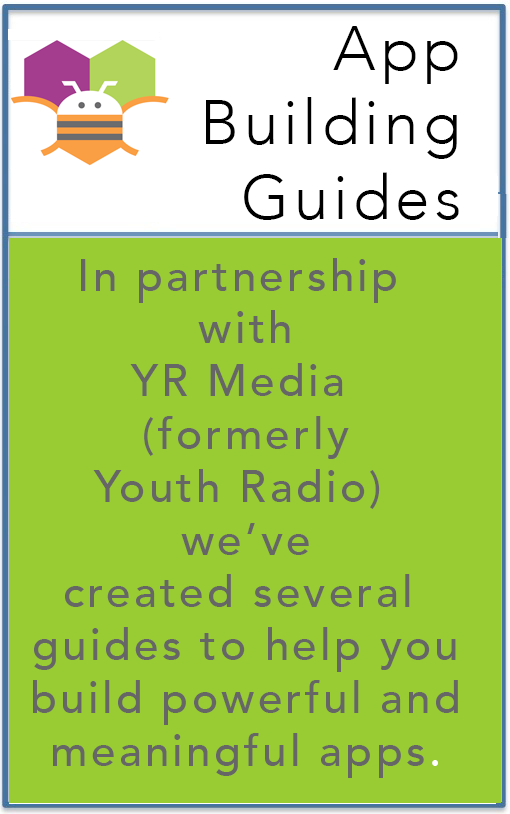 App
Building
Guides
In partnership
with
YR Media
(formerly
Youth Radio)
we’ve
created several
guides to help you
build powerful and
meaningful apps.